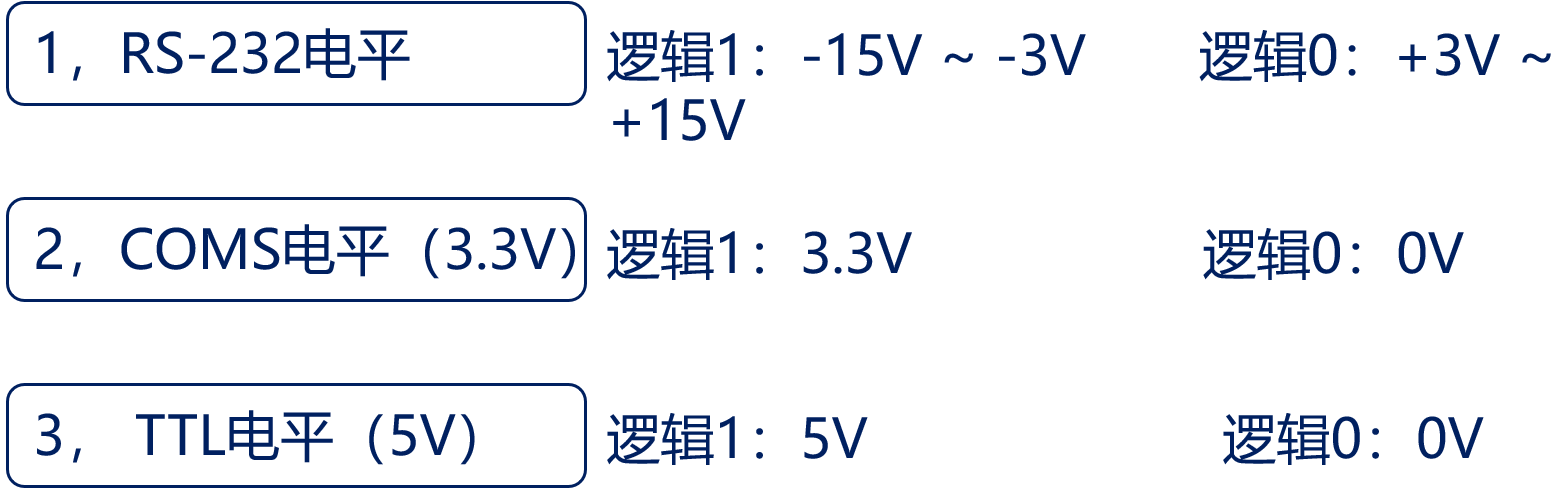 1，RS-232电平
逻辑1：-15V ~ -3V 逻辑0：+3V ~
+15V
2，COMS电平（3.3V）
逻辑1：3.3V 逻辑0：0V
3， TTL电平（5V）
逻辑1：5V 逻辑0：0V